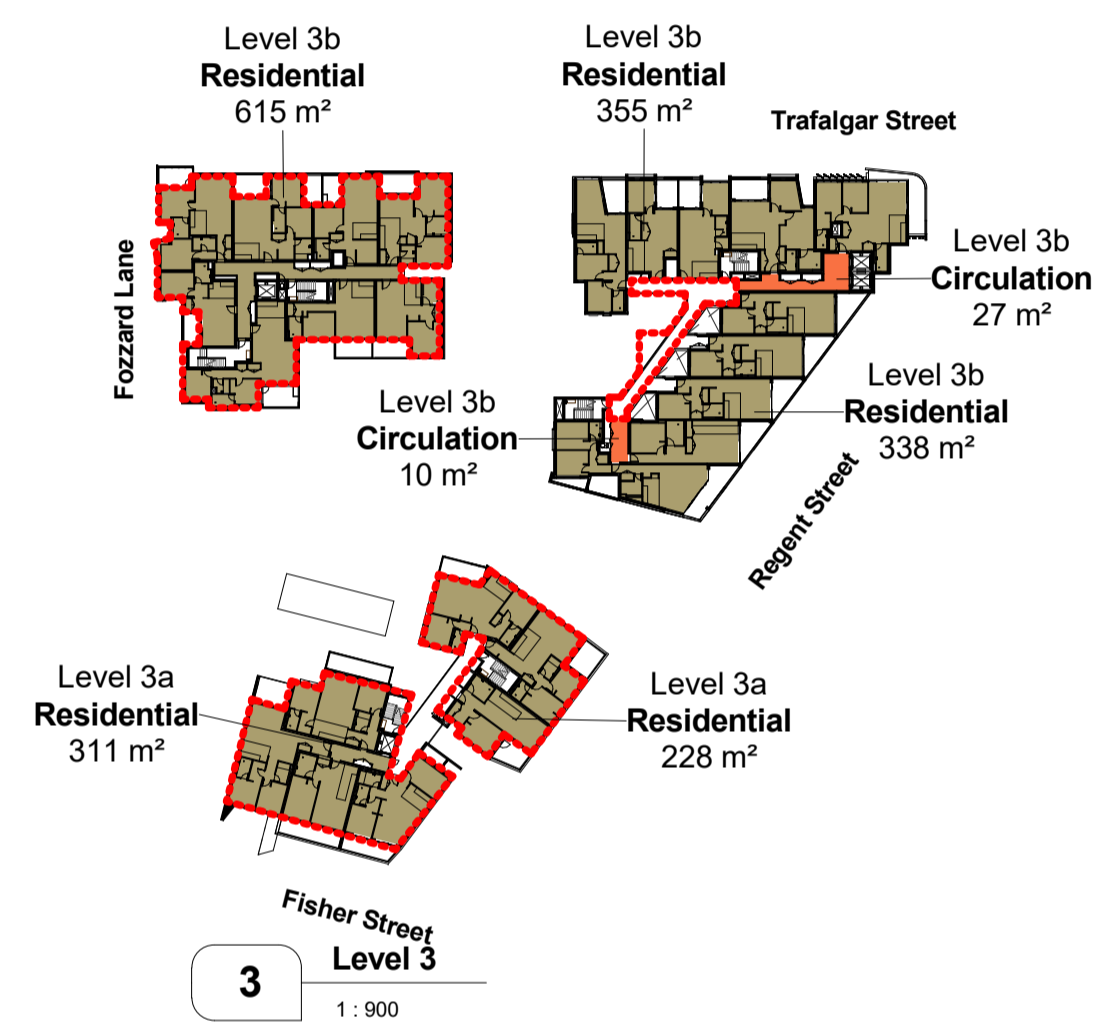 Level 3b
Residential
615 m²
Level 3b
Residential
355 m²
Trafalgar Street
Fozzard Lane
Level 3b
Circulation
27 m²
Level 3b
Residential
338 m²
Level 3b
Circulation
10 m²
Regent Street
Level 3a
Residential
311 m²
Level 3a
Residential
228 m²
Fisher Street
3
Level 3
1 : 900